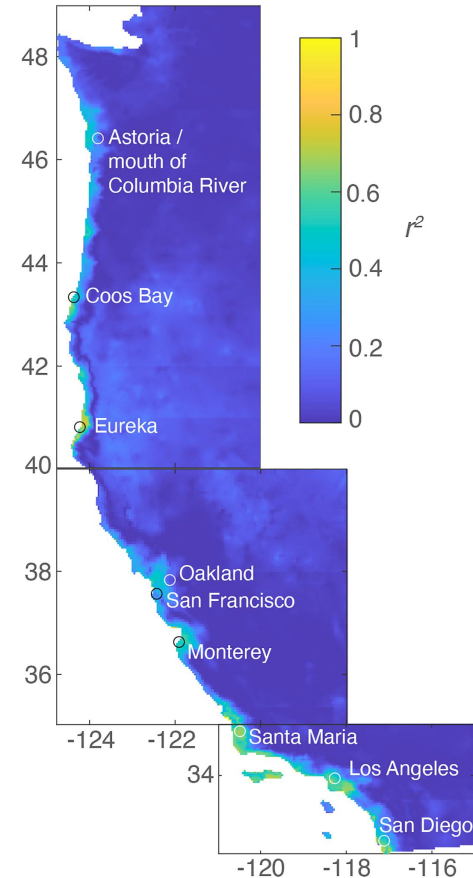 48
46
44
42
40
38
36
34
-124
-122
-120
-118
-116
Astoria /
mouth of
Columbia River
Coos Bay
Eureka
Oakland
San Francisco
Monterey
Santa Maria
Los Angeles
San Diego
1
0.8
0.6
0.4
0.2
0
r²